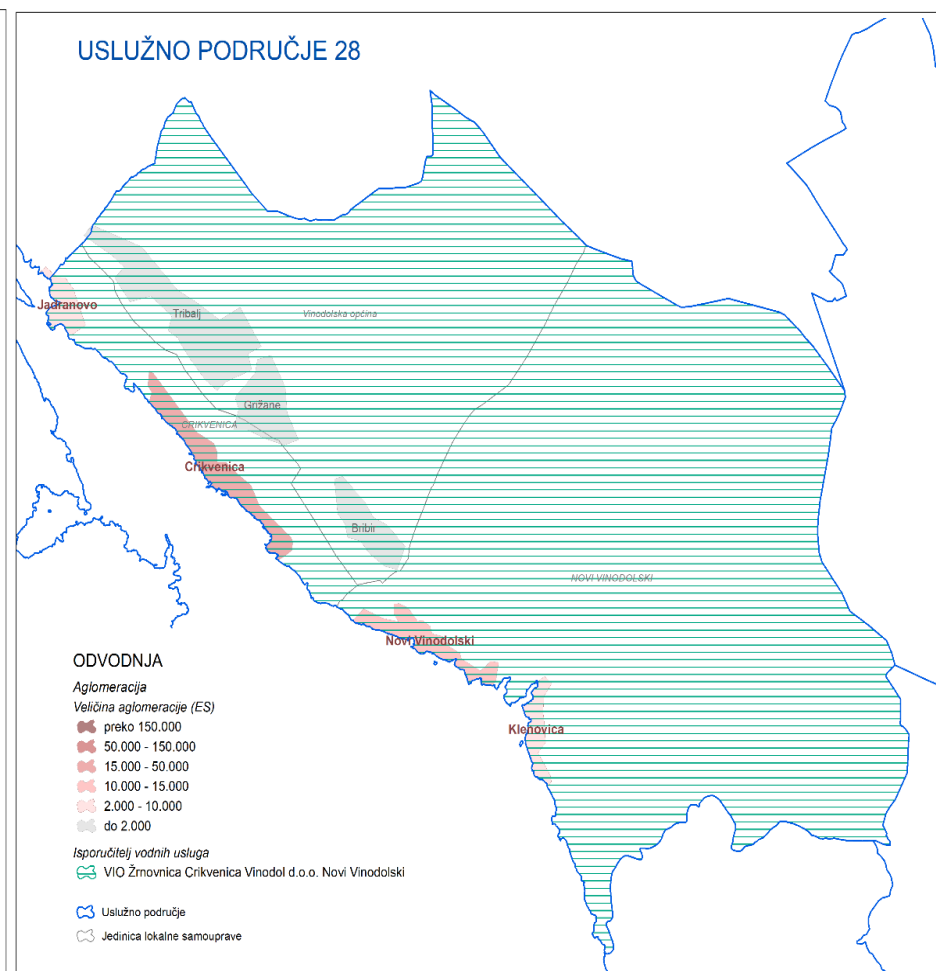 USLUŽNO PODRUČJE 28
Jadranovo
Tribalj
Vinodolska općina
Grižane
CRIKVENICA
Crikvenica
Bribir
NOVI VINODOLSKI
Novi Vinodolski
Klenovica
ODVODNJA
Aglomeracija
Veličina aglomeracije (ES)
preko 150.000
50.000 - 150.000
15.000 - 50.000
10.000 - 15.000
2.000 - 10.000
do 2.000
Isporučitelj vodnih usluga
VIO Žrnovnica Crikvenica Vinodol d.o.o. Novi Vinodolski
Uslužno područje
Jedinica lokalne samouprave